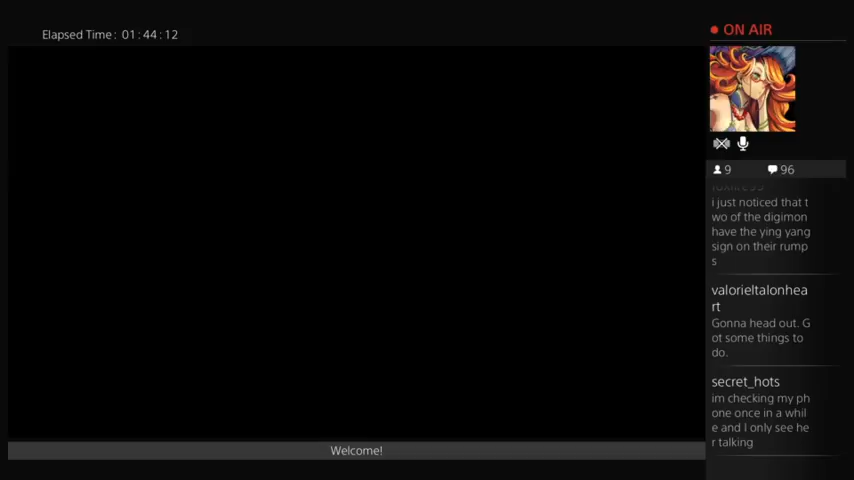 Elapsed Time: 01:44:12
ON AIR
9 96
i just noticed that t
wo of the digimon
have the ying yang
sign on their rump
s
valorieltalonhea
rt
Gonna head out. G
ot some things to
do.
secret_hots
im checking my ph
one once in a whil
e and I only see he
r talking
Welcome!